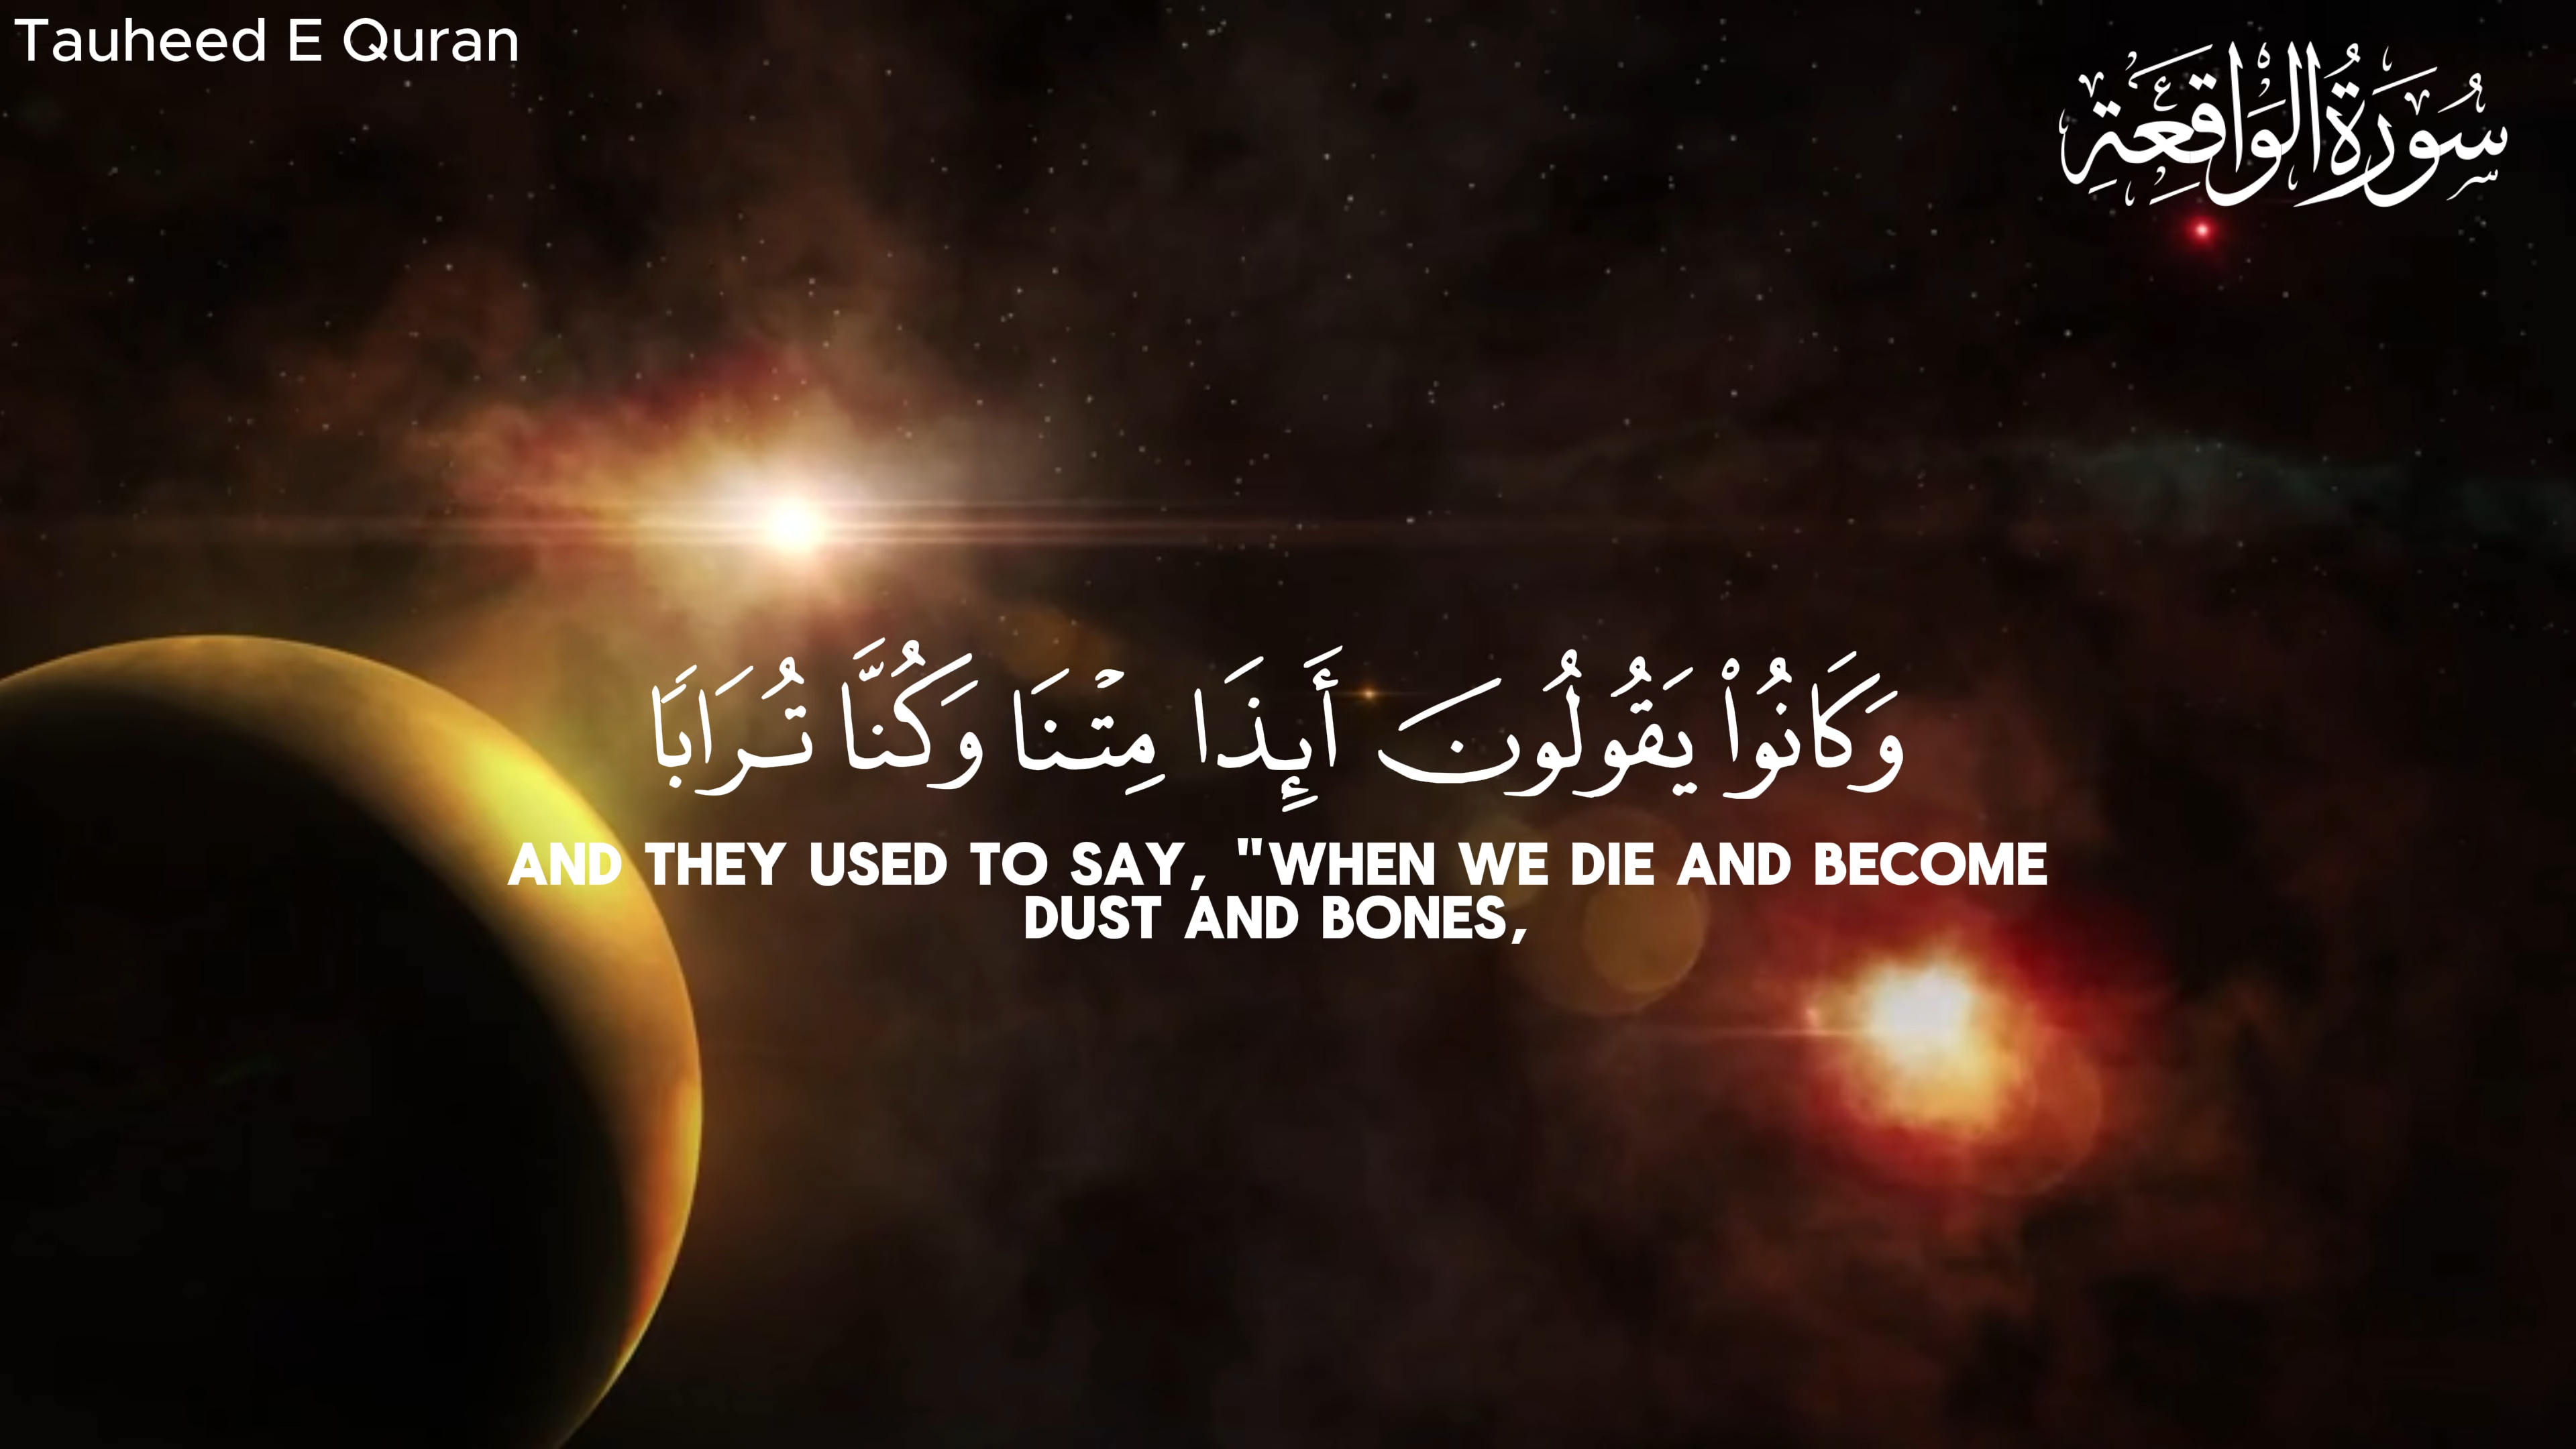 Tauheed E Quran
سُورَةُ الْوَاقِعَةِ
وَكَانُوا۟ يَقُولُونَ أَئِذَا مِتْنَا وَكُنَّا تُرَابًا
AND THEY USED TO SAY, "WHEN WE DIE AND BECOME
DUST AND BONES,